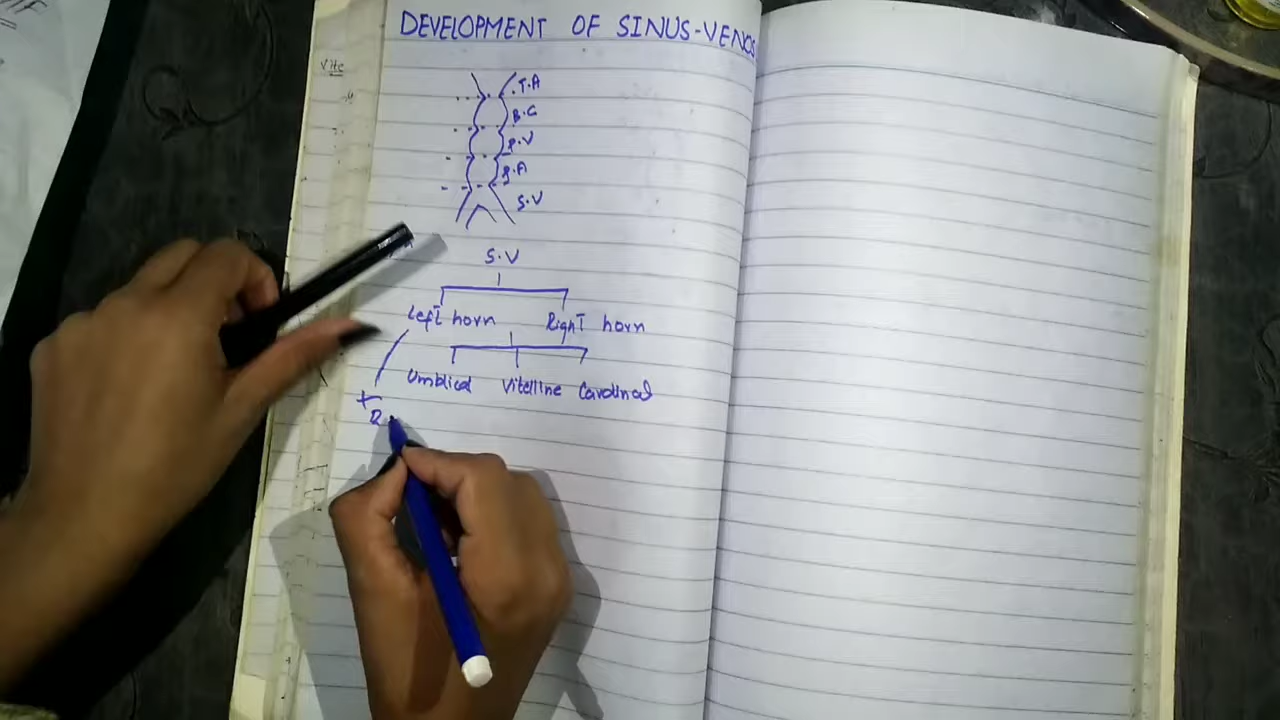 DEVELOPMENT OF SINUS-VENOS
T.A
B.C
P.V
P.A
S.V
S.V
Left horn Right horn
Umblical Vitelline Cardinal